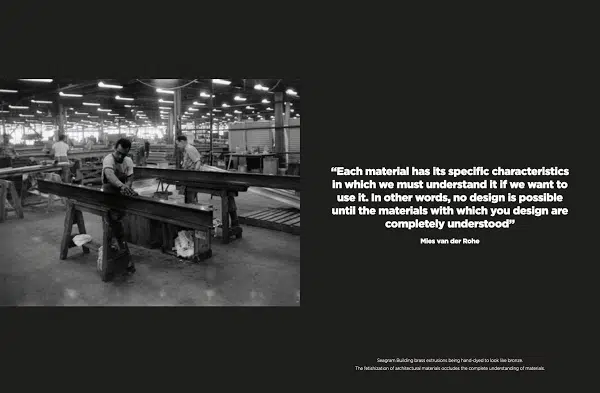 “Each material has its specific characteristics
in which we must understand it if we want to
use it. In other words, no design is possible
until the materials with which you design are
completely understood”
Mies van der Rohe
Seagram Building brass extrusions being hand-dyed to look like bronze.
The fetishization of architectural materials occludes the complete understanding of materials.